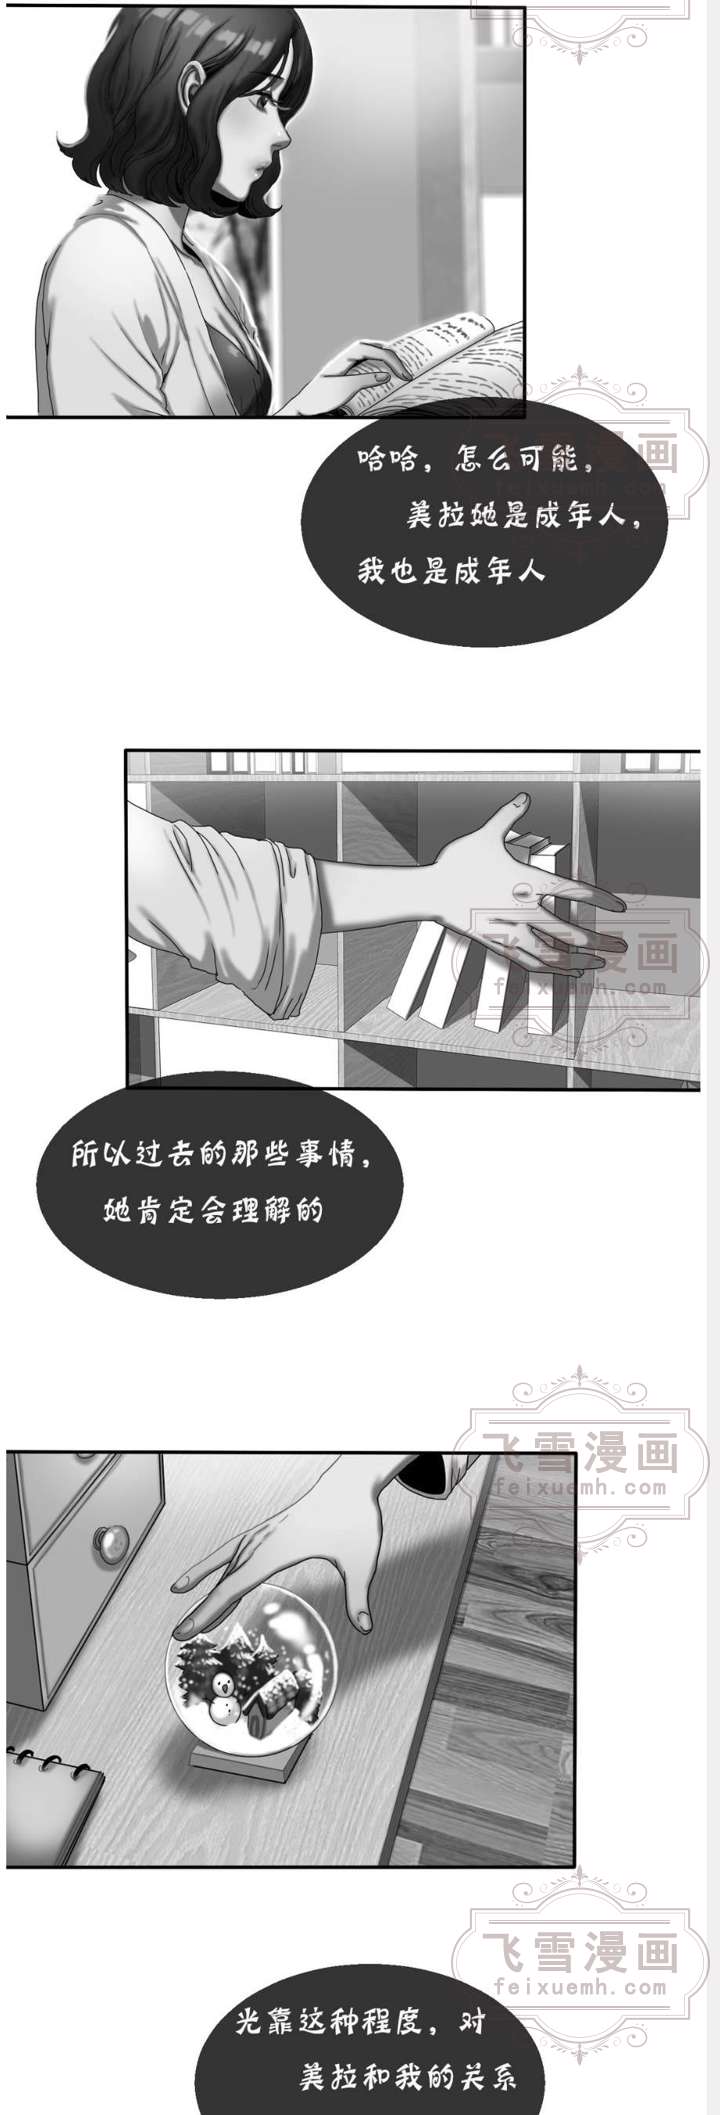 哈哈，怎么可能，
美拉她是成年人，
我也是成年人
飞雪漫画
feixuemh.com
飞雪漫画
feixuemh.com
所以过去的那些事情，
她肯定会理解的
飞雪漫画
feixuemh.com
飞雪漫画
feixuemh.com
光靠这种程度，对
美拉和我的关系